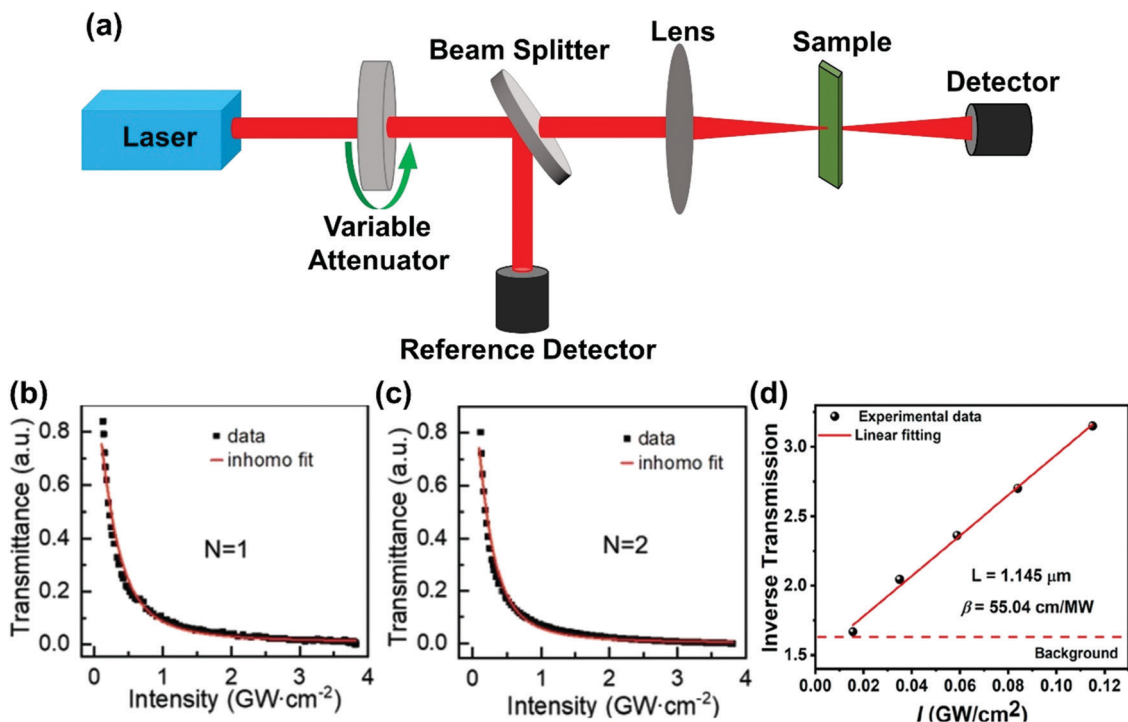 (a)
Laser
Variable
Attenuator
Beam Splitter
Reference Detector
Lens
Sample
Detector
(b)
Transmittance (a.u.)
0.8
0.6
0.4
0.2
0.0
data
inhomo fit
N=1
0 1 2 3 4
Intensity (GW·cm⁻²)
(c)
Transmittance (a.u.)
0.8
0.6
0.4
0.2
0.0
data
inhomo fit
N=2
0 1 2 3 4
Intensity (GW·cm⁻²)
(d)
Inverse Transmission
3.0
2.5
2.0
1.5
Experimental data
Linear fitting
L = 1.145 μm
β = 55.04 cm/MW
Background
0.00 0.02 0.04 0.06 0.08 0.10 0.12
I (GW/cm²)